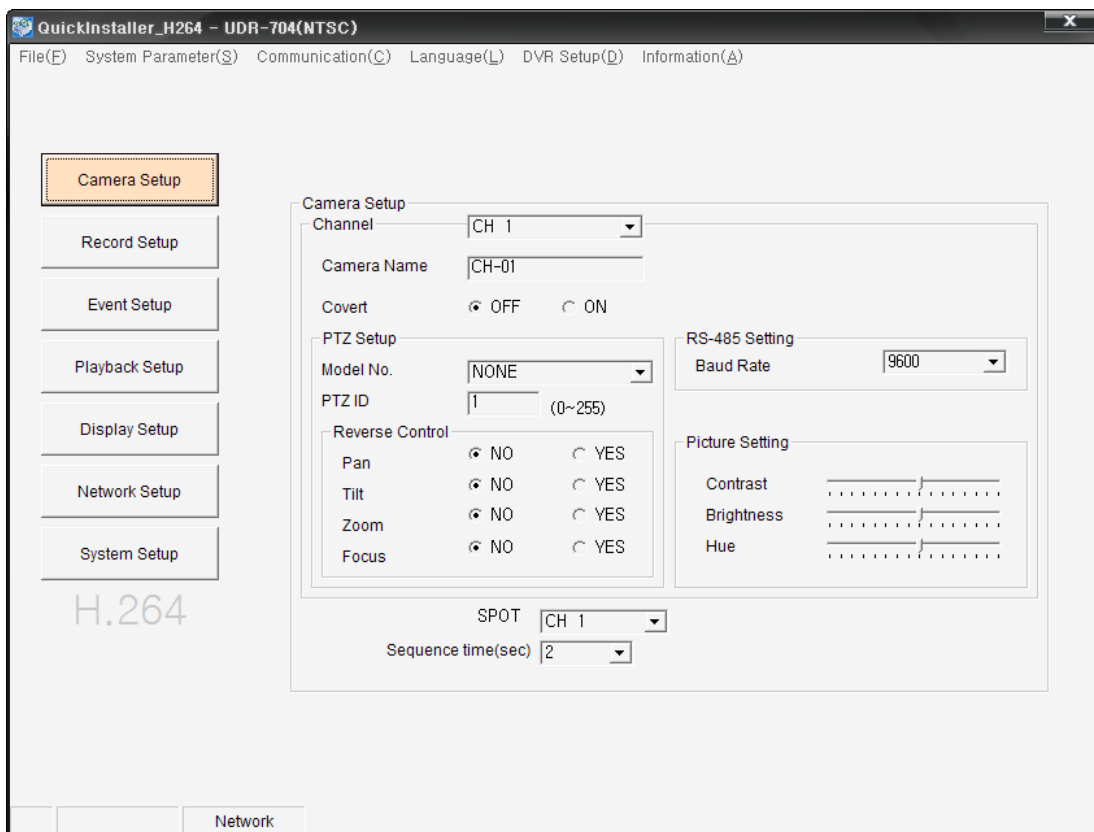 QuickInstaller_H264 - UDR-704(NTSC)
x
File(F) System Parameter(S) Communication(C) Language(L) DVR Setup(D) Information(A)
Camera Setup
Record Setup
Event Setup
Playback Setup
Display Setup
Network Setup
System Setup
H.264
Camera Setup
Channel CH 1
Camera Name CH-01
Covert OFF ON
PTZ Setup
Model No. NONE
PTZ ID 1 (0~255)
Reverse Control
Pan NO YES
Tilt NO YES
Zoom NO YES
Focus NO YES
RS-485 Setting
Baud Rate 9600
Picture Setting
Contrast
Brightness
Hue
SPOT CH 1
Sequence time(sec) 2
Network